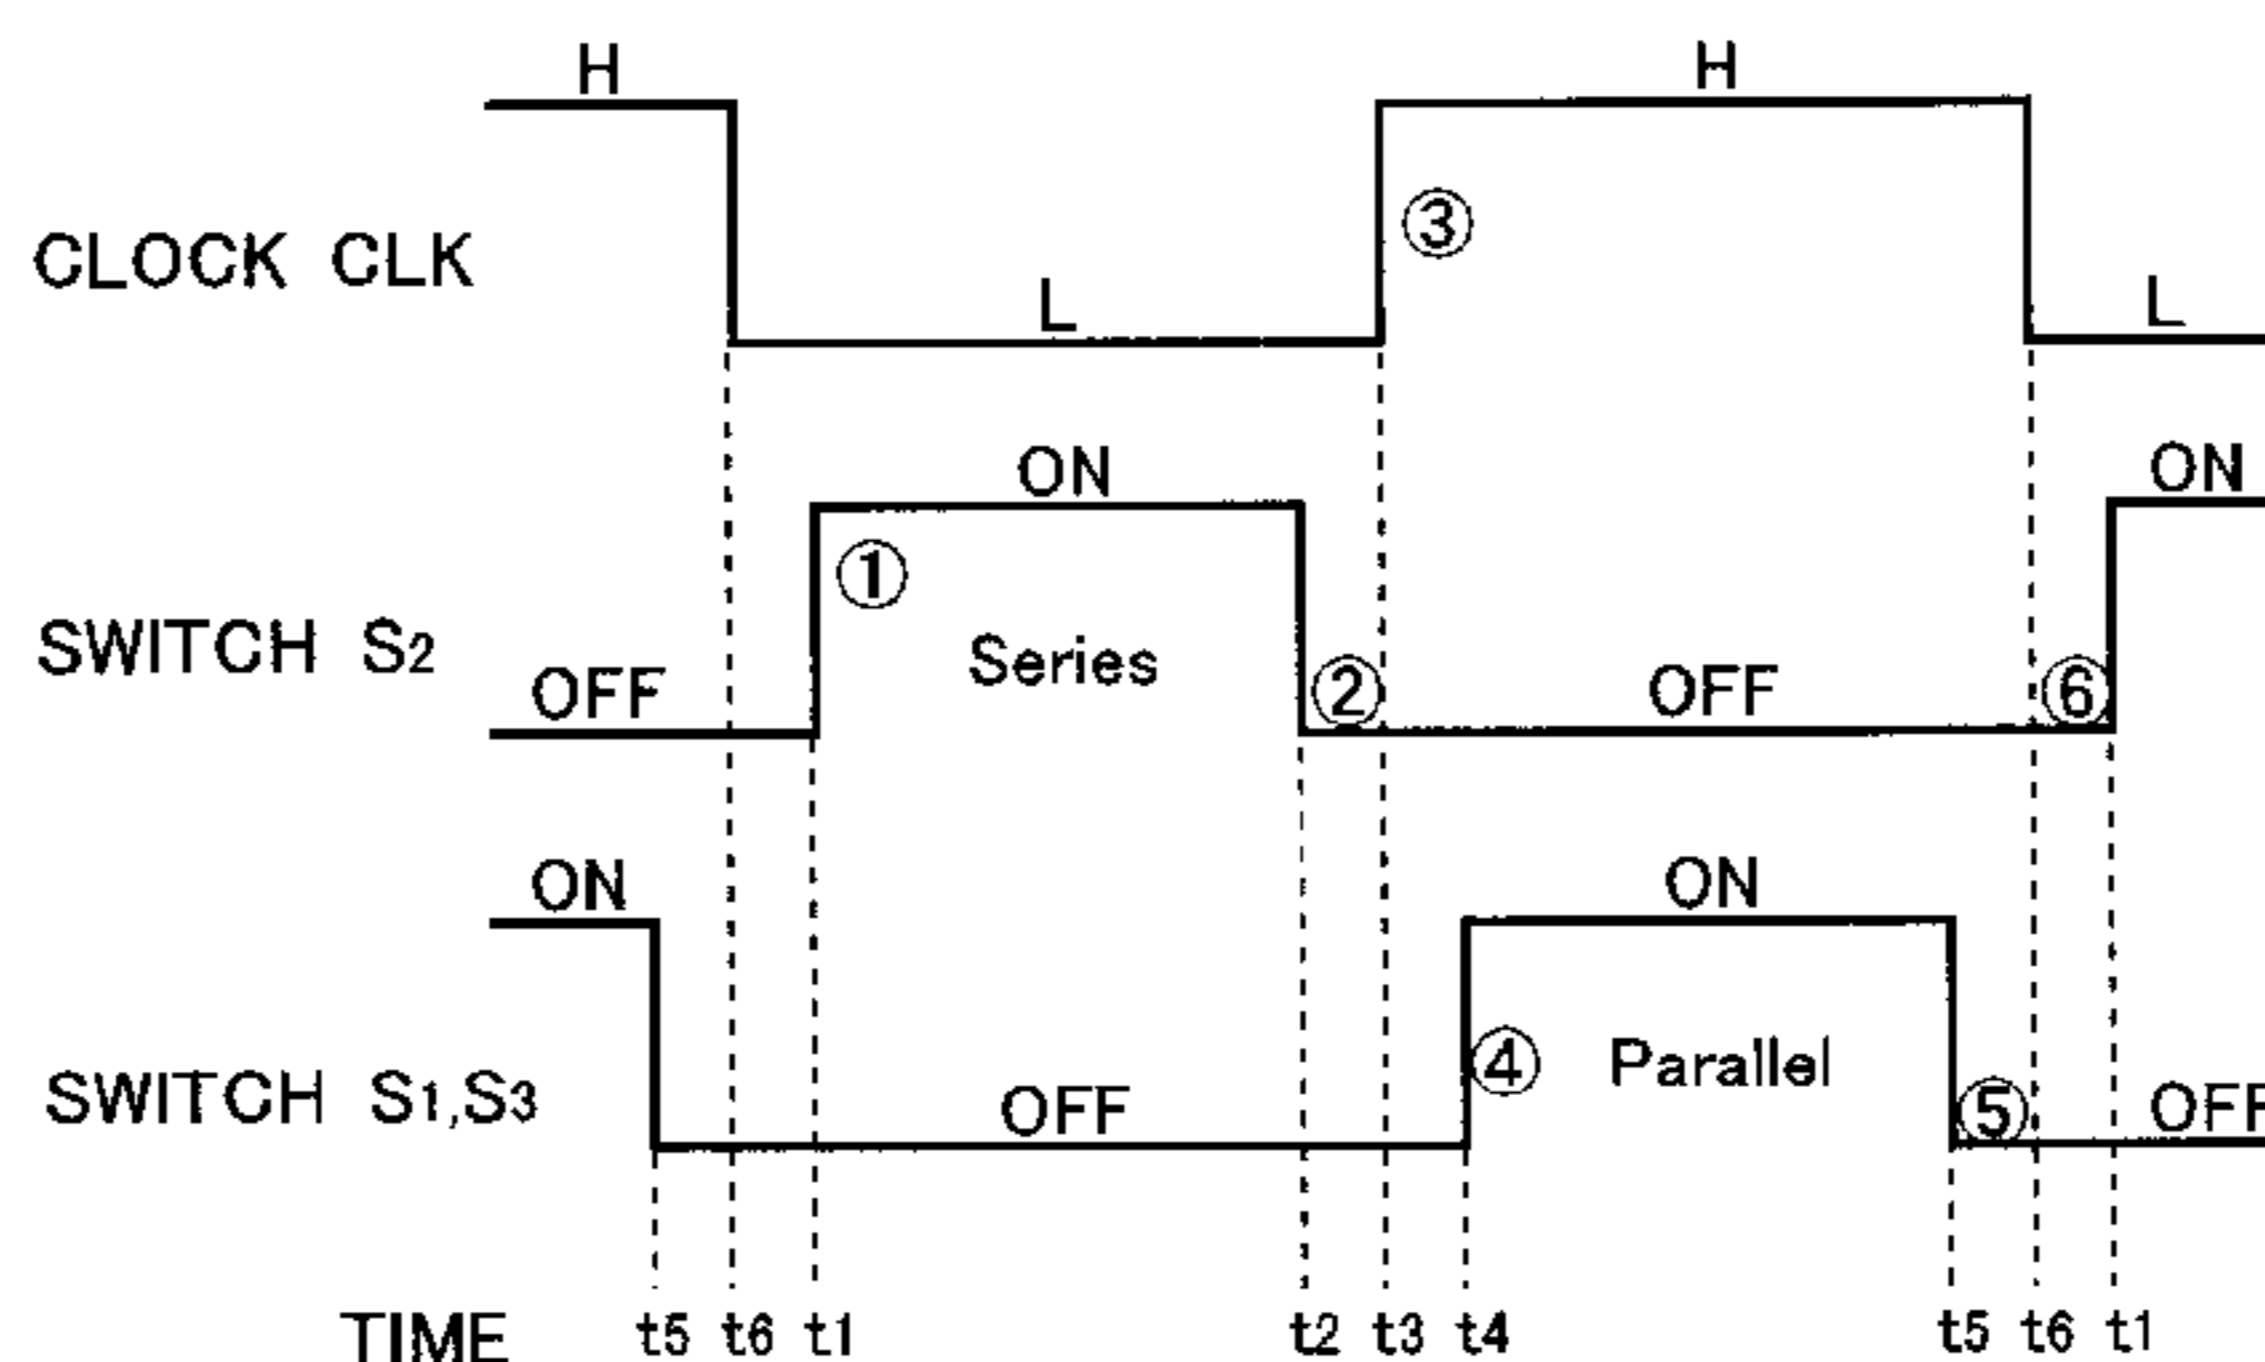 H H
CLOCK CLK ③
L L
ON ON
①
SWITCH S2 Series
OFF ② OFF ⑥
ON ON
④ Parallel
SWITCH S1,S3 OFF ⑤ OFF
TIME t5 t6 t1 t2 t3 t4 t5 t6 t1